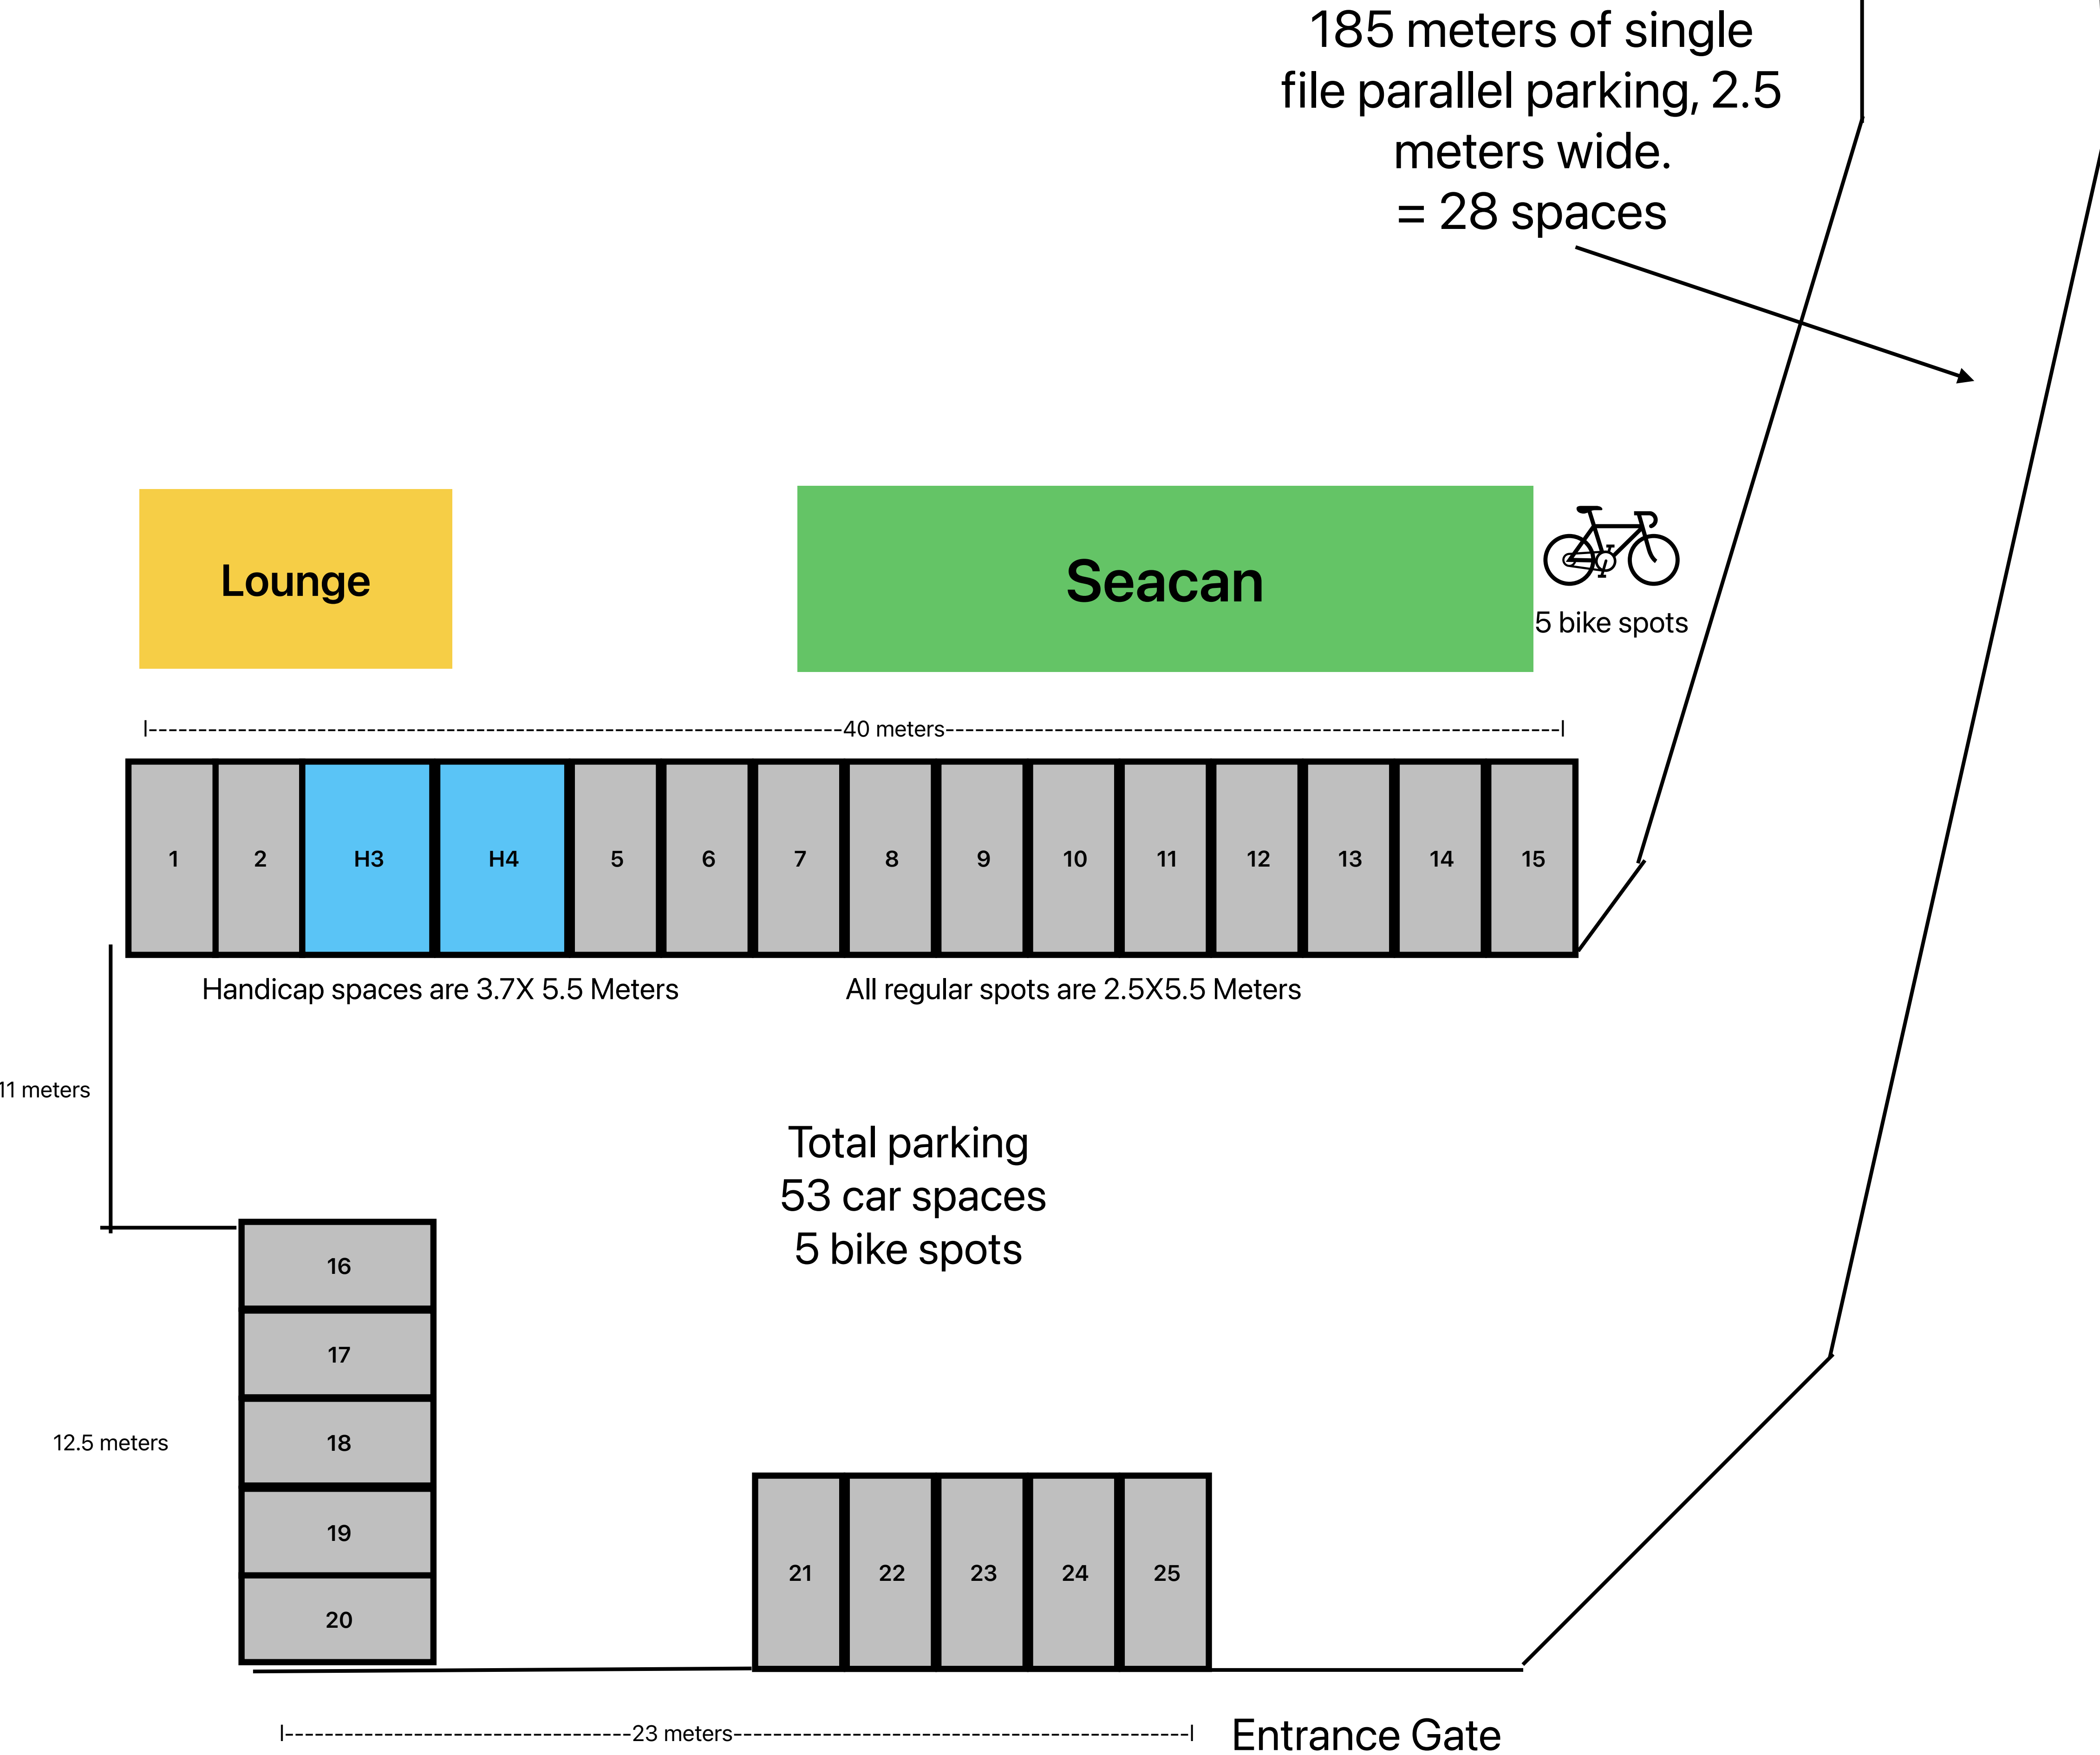 185 meters of single
file parallel parking, 2.5
meters wide.
= 28 spaces
Lounge
Seacan
5 bike spots
|--------------------40 meters--------------------|
1 2 H3 H4 5 6 7 8 9 10 11 12 13 14 15
Handicap spaces are 3.7X 5.5 Meters
All regular spots are 2.5X5.5 Meters
11 meters
Total parking
53 car spaces
5 bike spots
16
17
12.5 meters
18
19
20
21 22 23 24 25
|--------------------23 meters--------------------|
Entrance Gate